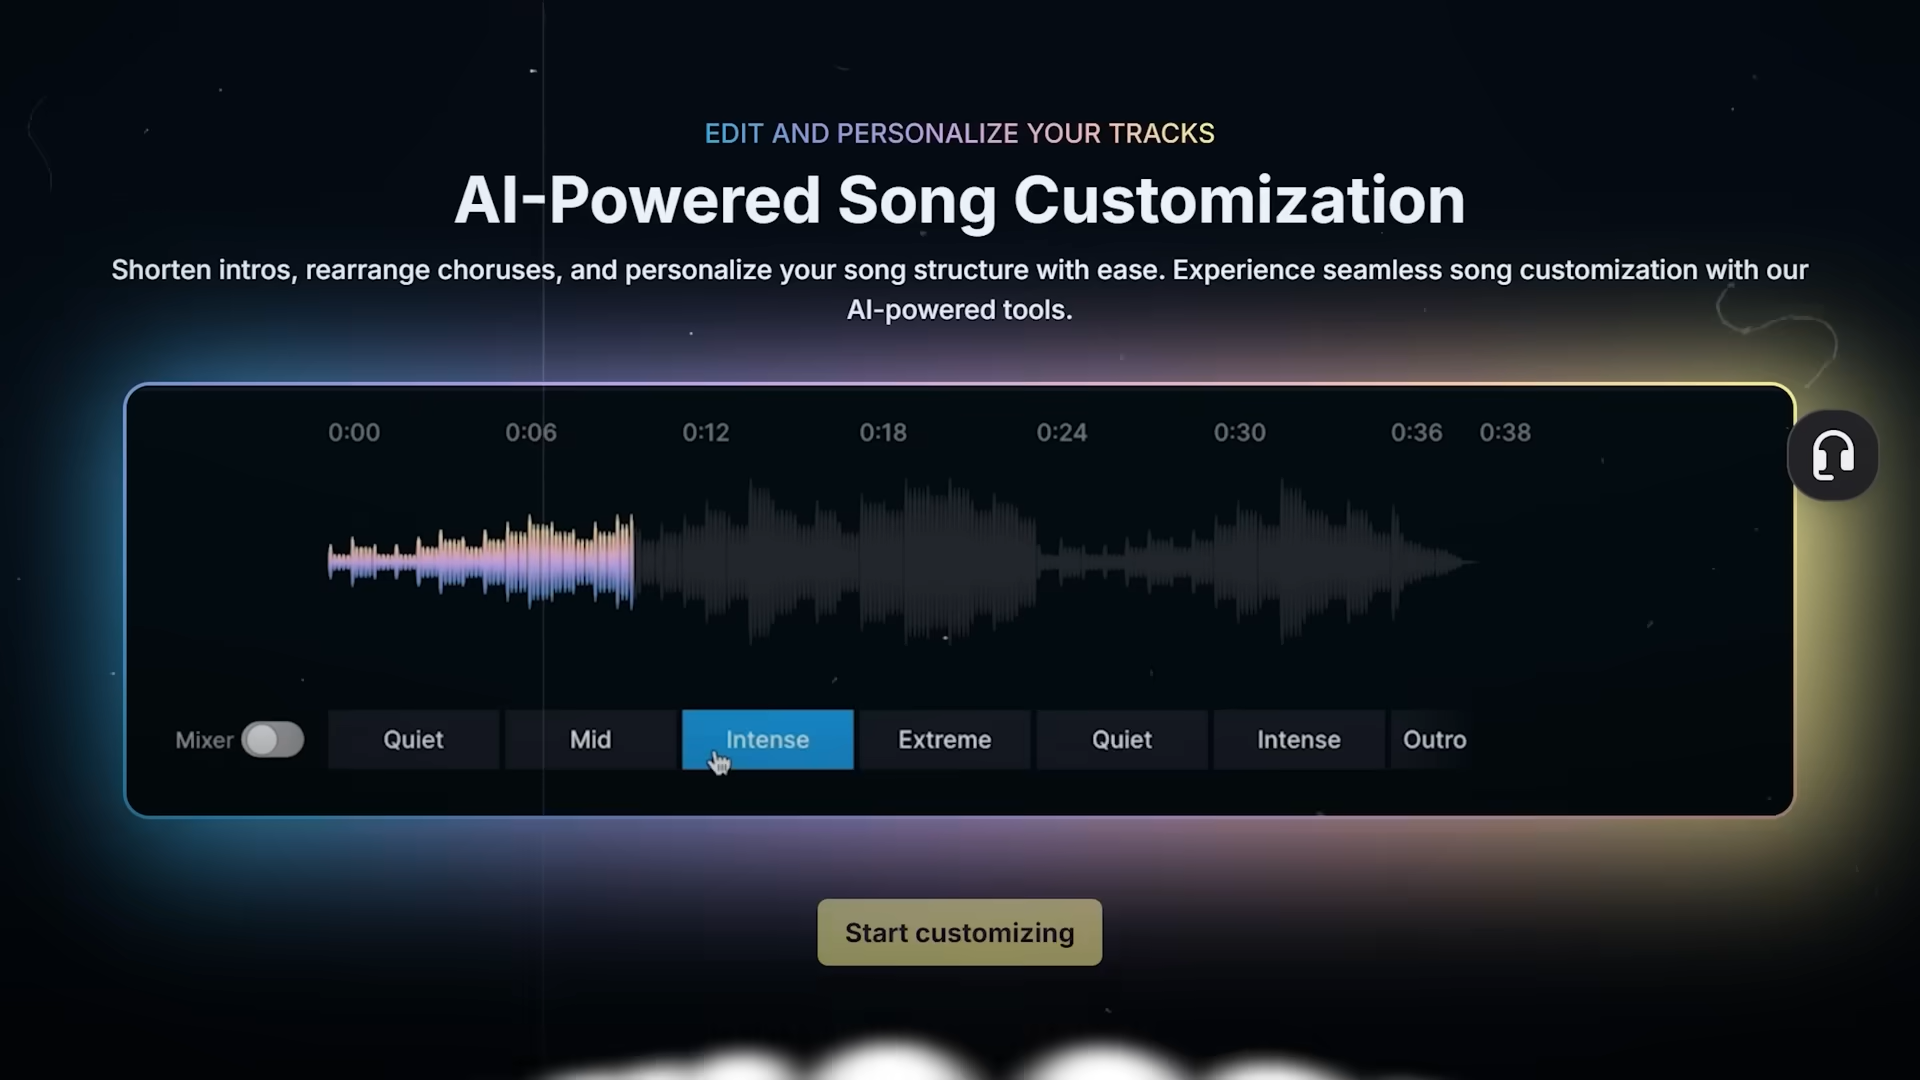 EDIT AND PERSONALIZE YOUR TRACKS
AI-Powered Song Customization
Shorten intros, rearrange choruses, and personalize your song structure with ease. Experience seamless song customization with our
AI-powered tools.
0:00 0:06 0:12 0:18 0:24 0:30 0:36 0:38
Mixer Quiet Mid Intense Extreme Quiet Intense Outro
Start customizing